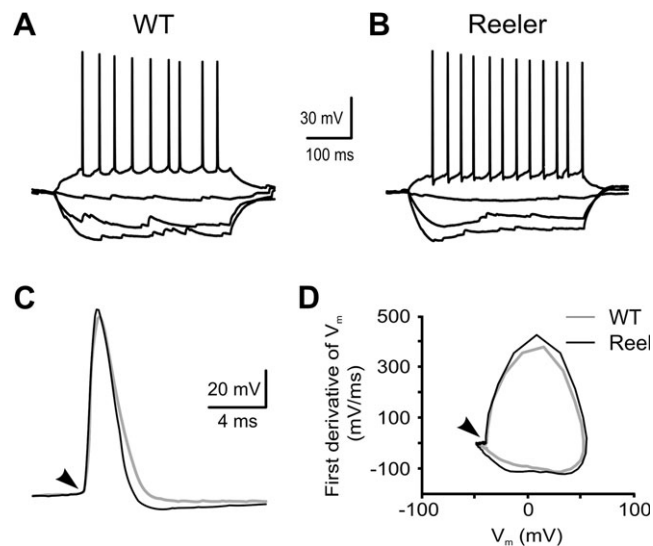 A WT
B Reeler
30 mV
100 ms
C
20 mV
4 ms
D
First derivative of Vm
(mV/ms)
500
300
100
-100
-100 0 100
Vm (mV)
WT
Reel